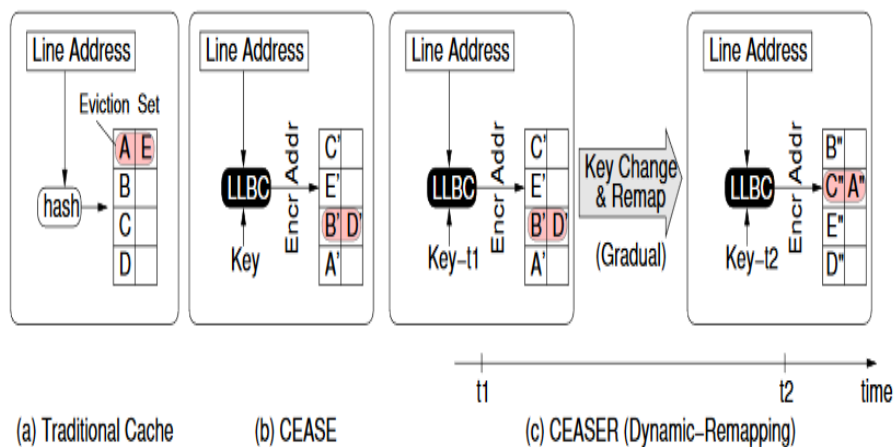 Line Address
Eviction Set
A E
B
C
D
hash
(a) Traditional Cache
Line Address
LLBC
Key
Encr Addr
C'
E'
B' D'
A'
(b) CEASE
Line Address
LLBC
Key-t1
Encr Addr
C'
E'
B' D'
A'
Key Change
& Remap
(Gradual)
Line Address
LLBC
Key-t2
Encr Addr
B"
C" A"
E"
D"
t1
t2
time
(c) CEASER (Dynamic-Remapping)